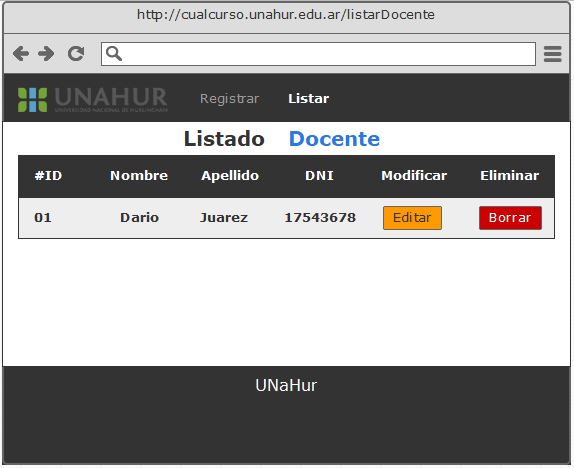 http://cualcurso.unahur.edu.ar/listarDocente
UNAHUR Registrar Listar
UNIVERSIDAD NACIONAL DE HURLINGHAM
Listado Docente
#ID Nombre Apellido DNI Modificar Eliminar
01 Dario Juarez 17543678 Editar Borrar
UNaHur